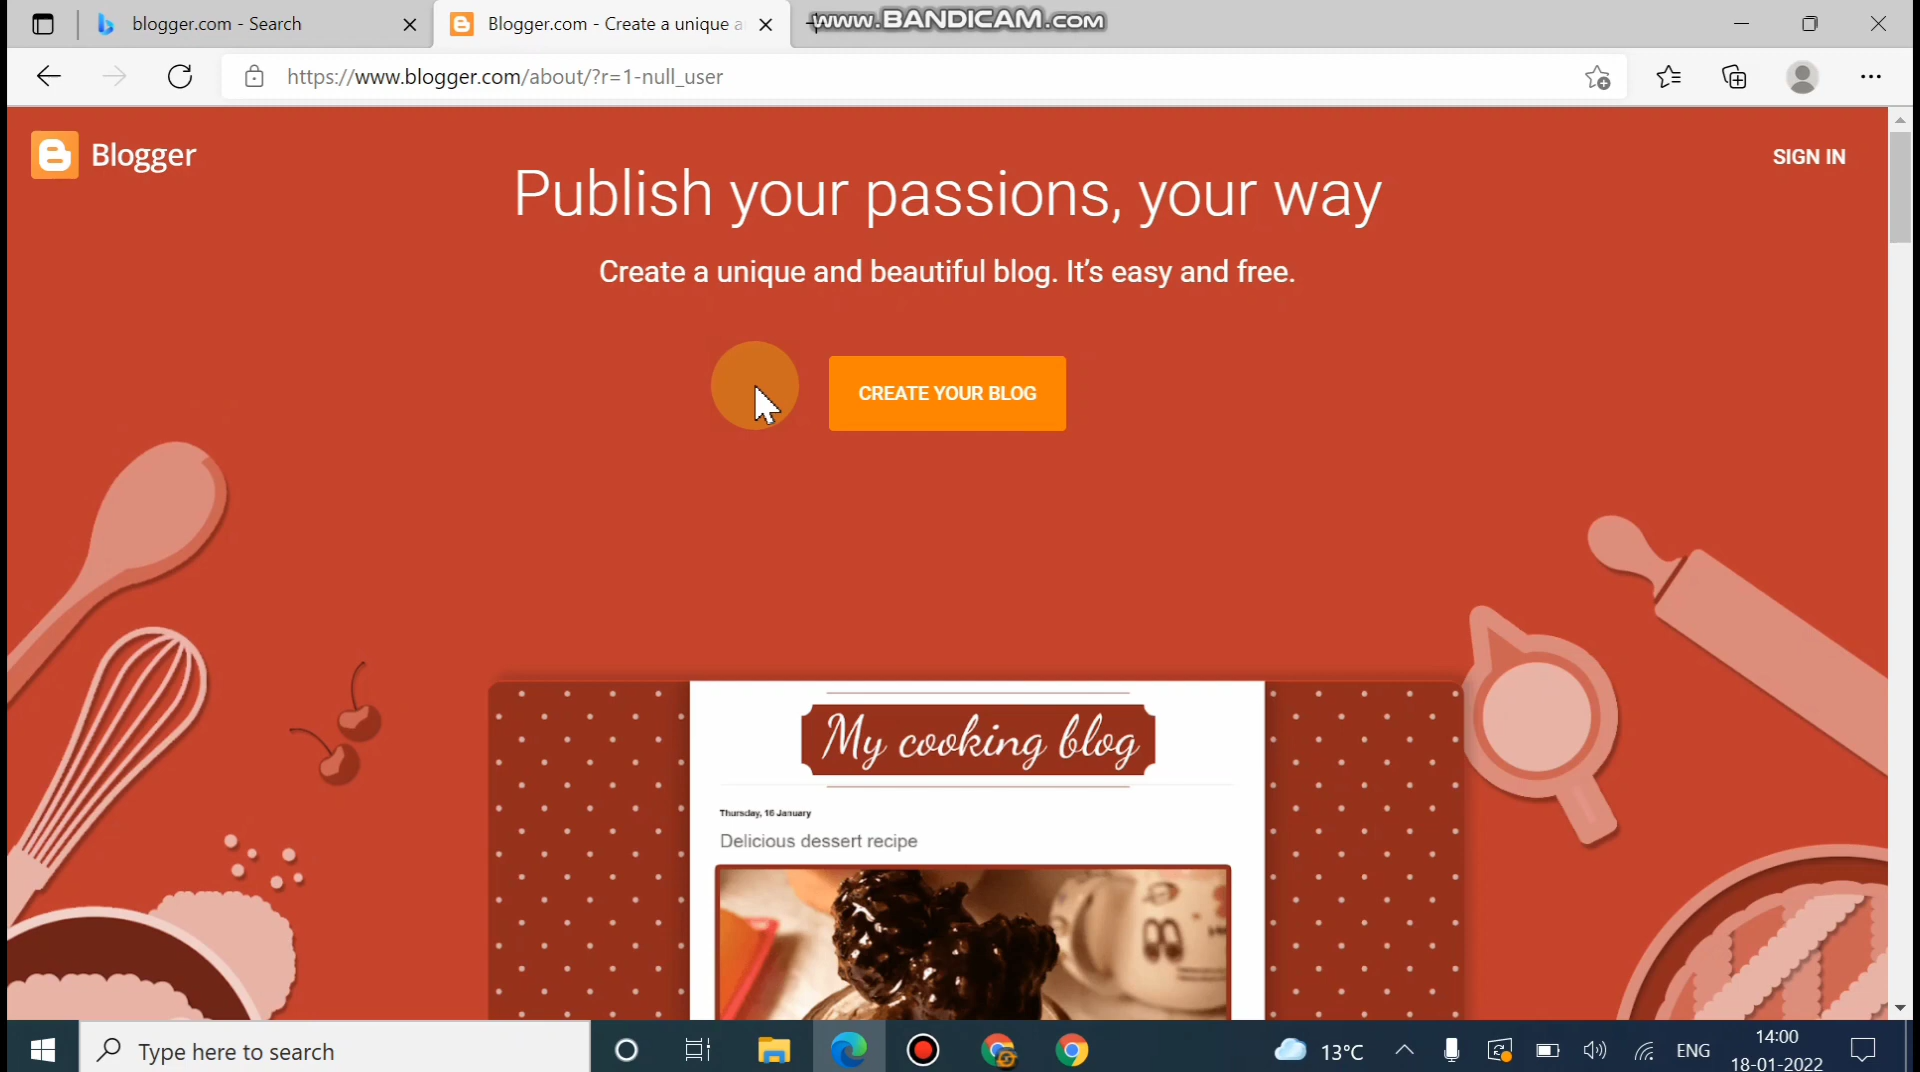 blogger.com - Search
Blogger.com - Create a unique a
www.BANDICAM.com
https://www.blogger.com/about/?r=1-null_user
Blogger
SIGN IN
Publish your passions, your way
Create a unique and beautiful blog. It's easy and free.
CREATE YOUR BLOG
My cooking blog
Thursday, 16 January
Delicious dessert recipe
Type here to search
13°C
ENG
14:00
18-01-2022